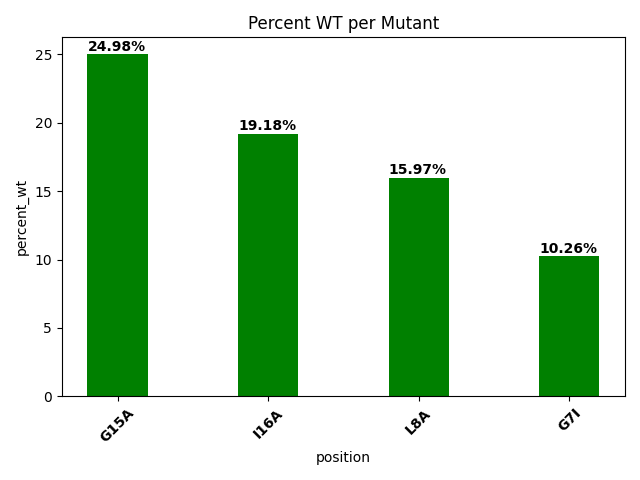 Percent WT per Mutant
percent_wt
25
20
15
10
5
0
24.98%
19.18%
15.97%
10.26%
G15A
I16A
L8A
G7I
position